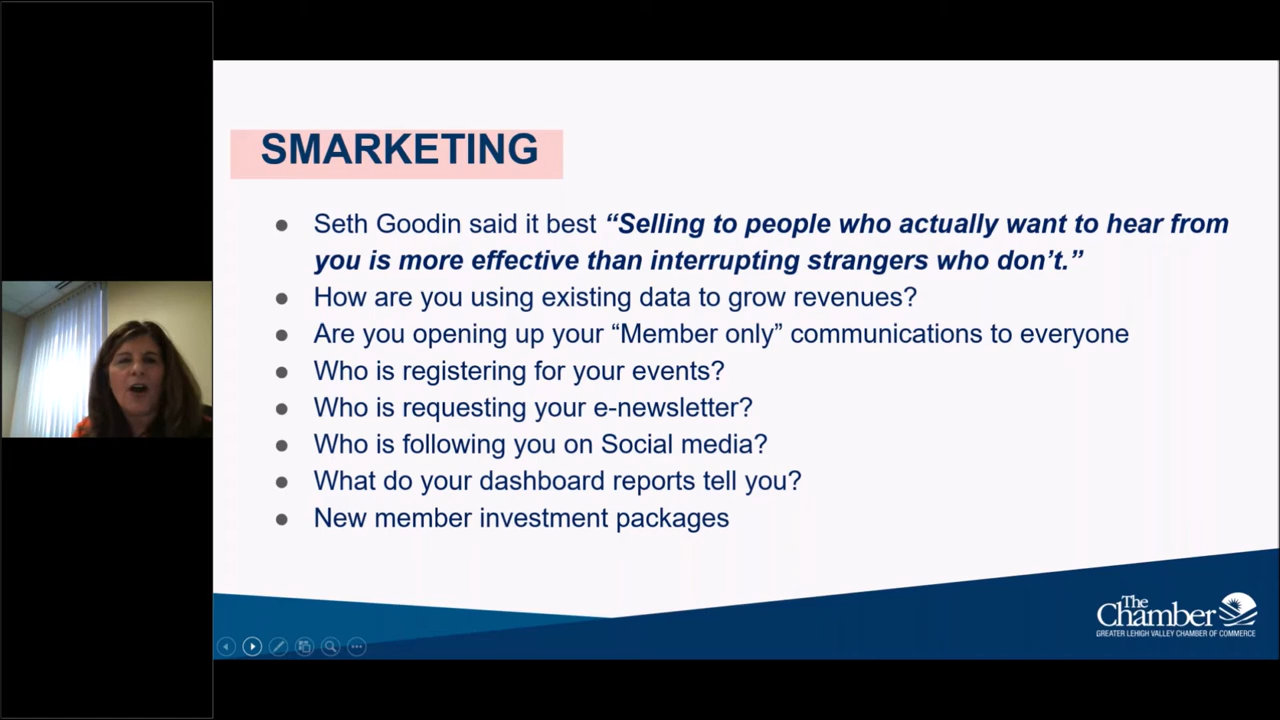 SMARKETING
● Seth Goodin said it best “Selling to people who actually want to hear from
you is more effective than interrupting strangers who don’t.”
● How are you using existing data to grow revenues?
● Are you opening up your “Member only” communications to everyone
● Who is registering for your events?
● Who is requesting your e-newsletter?
● Who is following you on Social media?
● What do your dashboard reports tell you?
● New member investment packages
The
Chamber
GREATER LEHIGH VALLEY CHAMBER OF COMMERCE